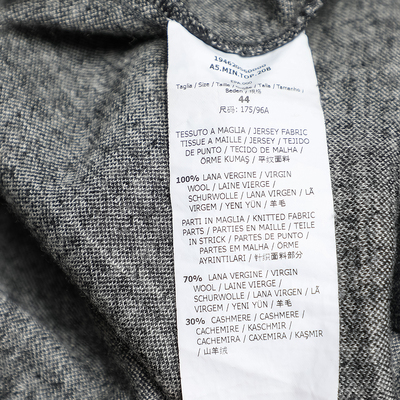 A5.MIN.TOP.20B
Taglia / Size / Taille / Talla / Tamanho /
Beden /
44
尺码: 175/96A
TESSUTO A MAGLIA / JERSEY FABRIC
TISSUE A MAILLE / JERSEY / TEJIDO
DE PUNTO / TECIDO DE MALHA /
ÖRME KUMAŞ / 平纹面料
100% LANA VERGINE / VIRGIN
WOOL / LAINE VIERGE /
SCHURWOLLE / LANA VIRGEN / LÃ
VIRGEM / YENI YÜN / 羊毛
PARTI IN MAGLIA / KNITTED FABRIC
PARTS / PARTIES EN MAILLE / TEILE
IN STRICK / PARTES DE PUNTO /
PARTES EM MALHA / ÖRME
AYRINTILARI / 针织面料部分
70% LANA VERGINE / VIRGIN
WOOL / LAINE VIERGE /
SCHURWOLLE / LANA VIRGEN / LÃ
VIRGEM / YENI YÜN / 羊毛
30% CASHMERE / CASHMERE /
CACHEMIRE / KASCHMIR /
CACHEMIRA / CAXEMIRA / KAŞMIR
/ 山羊绒